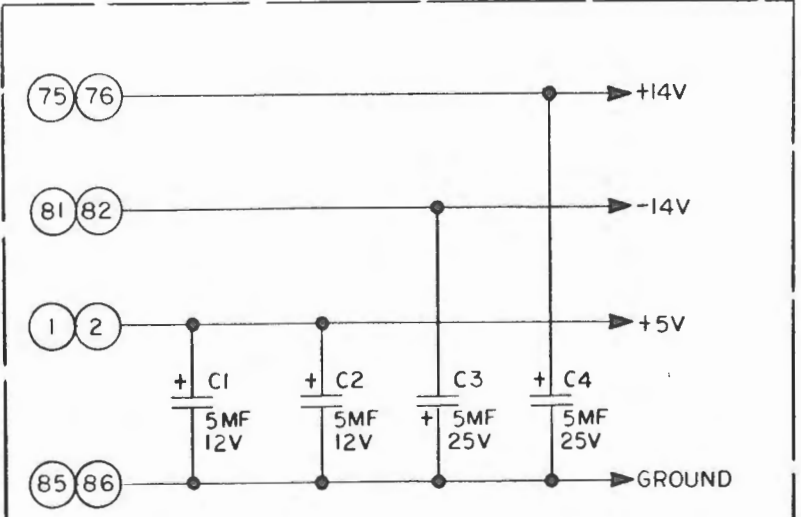 75 76 +14V
81 82 -14V
1 2 +5V
+ C1 + C2 C3 + C4
5MF 5MF + 5MF 5MF
12V 12V 25V 25V
85 86 GROUND